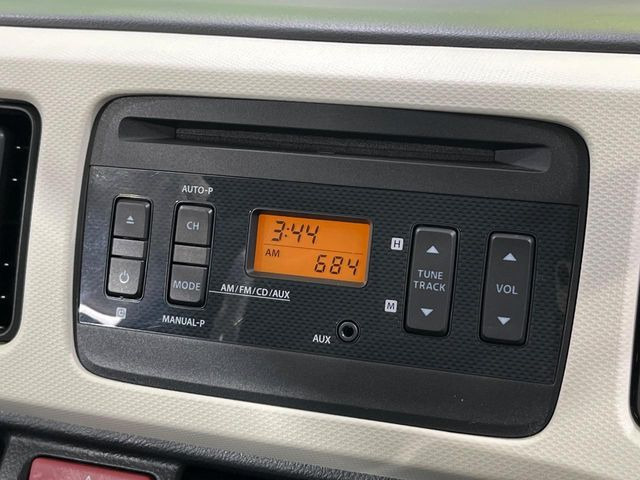 AUTO-P
CH
MODE
MANUAL-P
AM/FM/CD/AUX
3:44
AM
684
AUX
H
M
TUNE
TRACK
VOL